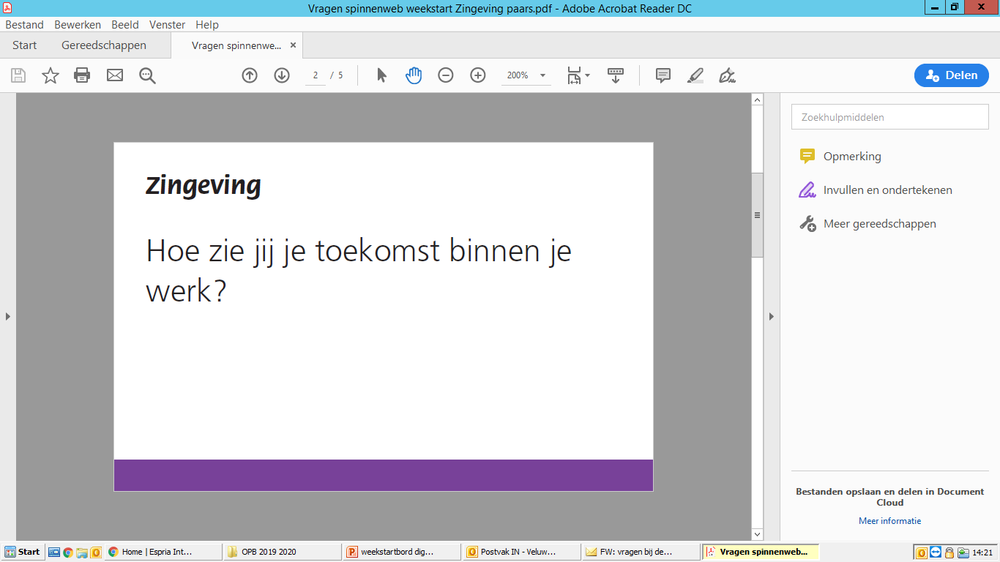 Vragen spinnenweb weekstart Zingeving paars.pdf - Adobe Acrobat Reader DC
Bestand Bewerken Beeld Venster Help
Start Gereedschappen Vragen spinnenwe... ×
2 / 5 200% Delen
Zoekhulpmiddelen
Opmerking
Invullen en ondertekenen
Meer gereedschappen
Zingeving
Hoe zie jij je toekomst binnen je
werk?
Bestanden opslaan en delen in Document
Cloud
Meer informatie
Start Home | Espria Int... OPB 2019 2020 weekstartbord dig... Postvak IN - Veluw... FW: vragen bij de... Vragen spinnenweb... 14:21